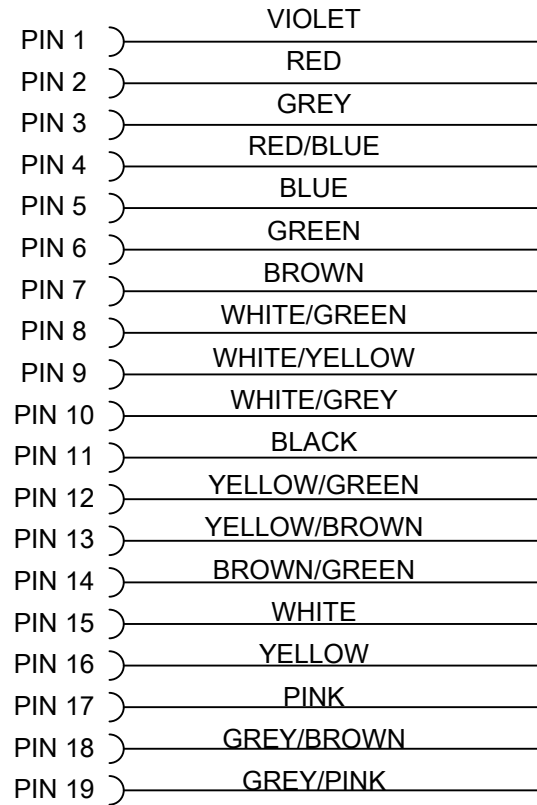 PIN 1 VIOLET
PIN 2 RED
PIN 3 GREY
PIN 4 RED/BLUE
PIN 5 BLUE
PIN 6 GREEN
PIN 7 BROWN
PIN 8 WHITE/GREEN
PIN 9 WHITE/YELLOW
PIN 10 WHITE/GREY
PIN 11 BLACK
PIN 12 YELLOW/GREEN
PIN 13 YELLOW/BROWN
PIN 14 BROWN/GREEN
PIN 15 WHITE
PIN 16 YELLOW
PIN 17 PINK
PIN 18 GREY/BROWN
PIN 19 GREY/PINK